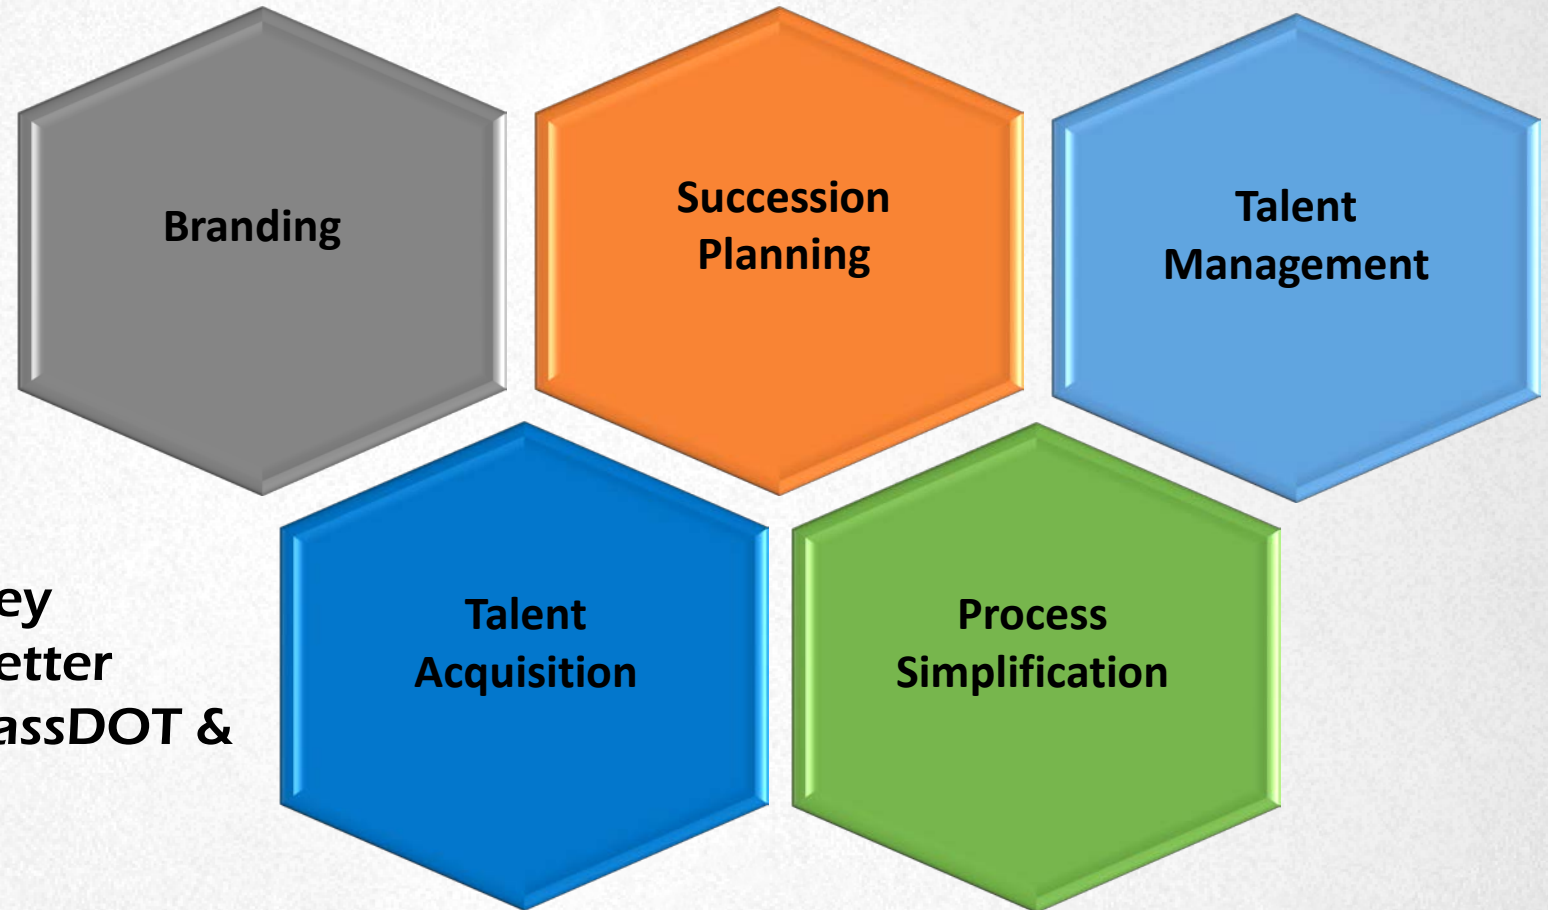 Branding
Succession
Planning
Talent
Management
Talent
Acquisition
Process
Simplification
ey
etter
assDOT &